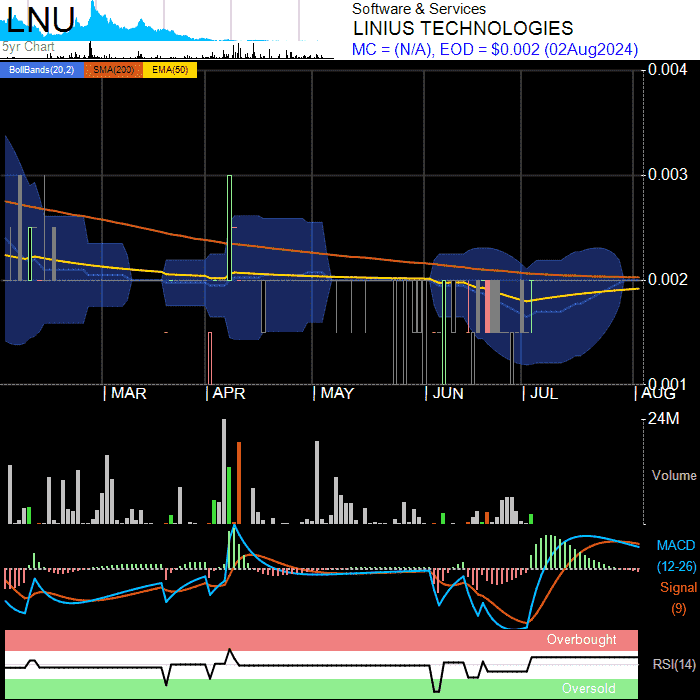 LNU
5yr Chart
Software & Services
LINIUS TECHNOLOGIES
MC = (N/A), EOD = $0.002 (02Aug2024)
BollBands(20,2) SMA(200) EMA(50)
0.004
0.003
0.002
0.001
MAR APR MAY JUN JUL AUG
24M
Volume
MACD
(12-26)
Signal
(9)
Overbought
RSI(14)
Oversold